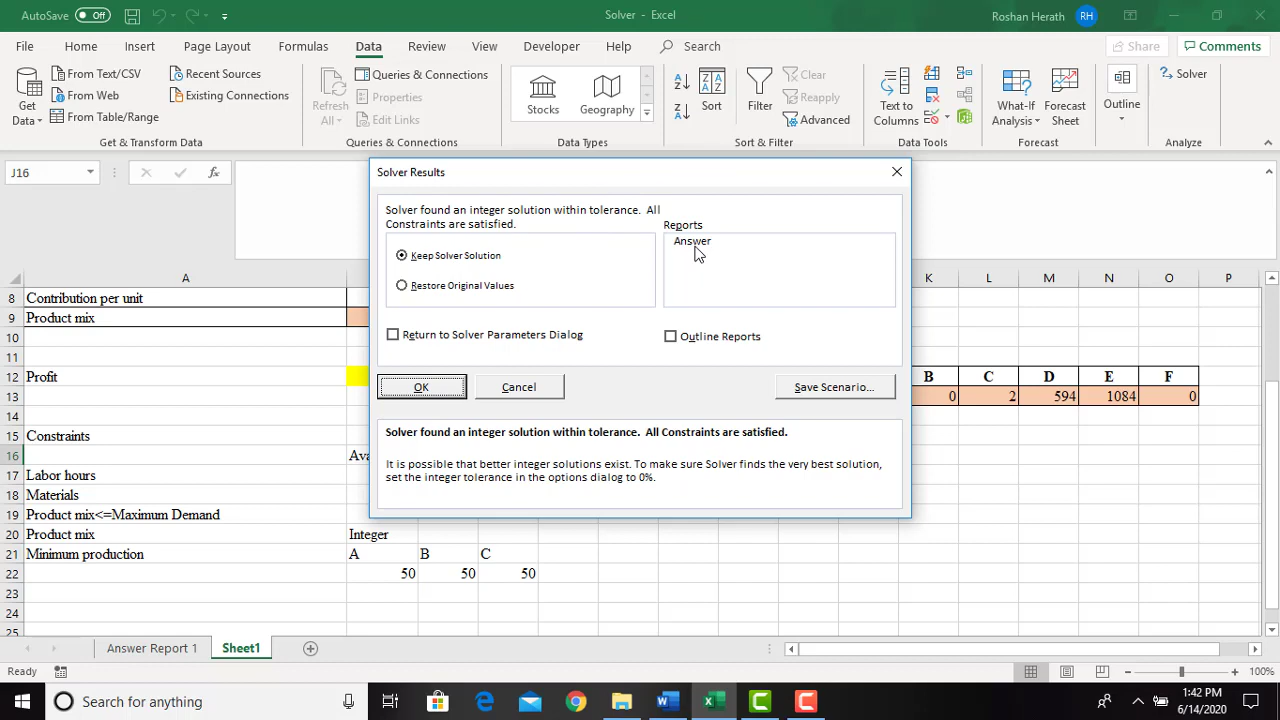 AutoSave Off Solver - Excel Roshan Herath RH
File Home Insert Page Layout Formulas Data Review View Developer Help Search Share Comments
Get Data
From Text/CSV
From Web
From Table/Range
Recent Sources
Existing Connections
Refresh All
Queries & Connections
Properties
Edit Links
Stocks Geography
Sort
Filter
Clear
Reapply
Advanced
Text to Columns
What-If Analysis
Forecast Sheet
Outline
Solver
Get & Transform Data Queries & Connections Data Types Sort & Filter Data Tools Forecast Analyze
J16 fx
Solver Results
Solver found an integer solution within tolerance. All
Constraints are satisfied.
Reports
Answer
Keep Solver Solution
Restore Original Values
Return to Solver Parameters Dialog
Outline Reports
OK Cancel Save Scenario...
Solver found an integer solution within tolerance. All Constraints are satisfied.
It is possible that better integer solutions exist. To make sure Solver finds the very best solution,
set the integer tolerance in the options dialog to 0%.
A K L M N O P
8 Contribution per unit
9 Product mix
10
11
12 Profit B C D E F
13 0 2 594 1084 0
14
15 Constraints
16 Ava
17 Labor hours
18 Materials
19 Product mix<=Maximum Demand
20 Product mix Integer
21 Minimum production A B C
22 50 50 50
23
24
25
Answer Report 1 Sheet1
Ready 100%
Search for anything
1:42 PM
6/14/2020